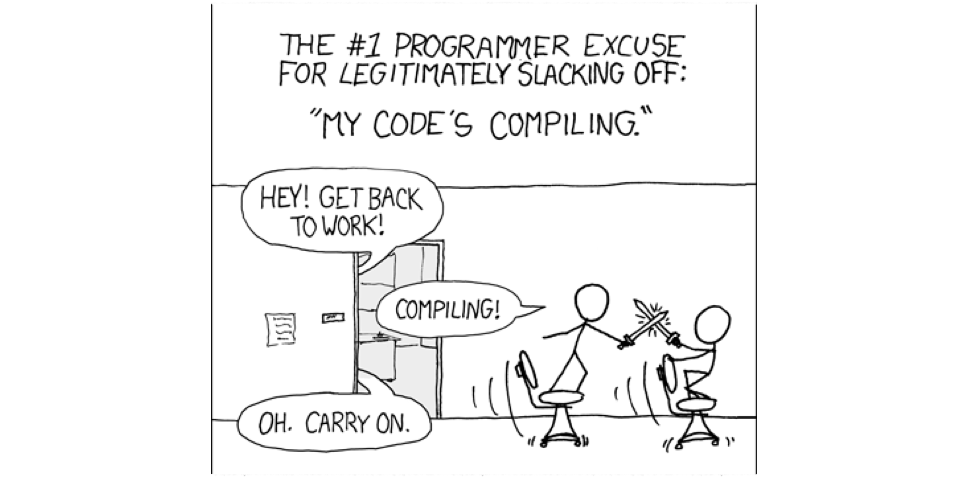 THE #1 PROGRAMMER EXCUSE
FOR LEGITIMATELY SLACKING OFF:
"MY CODE'S COMPILING."
HEY! GET BACK
TO WORK!
COMPILING!
OH. CARRY ON.